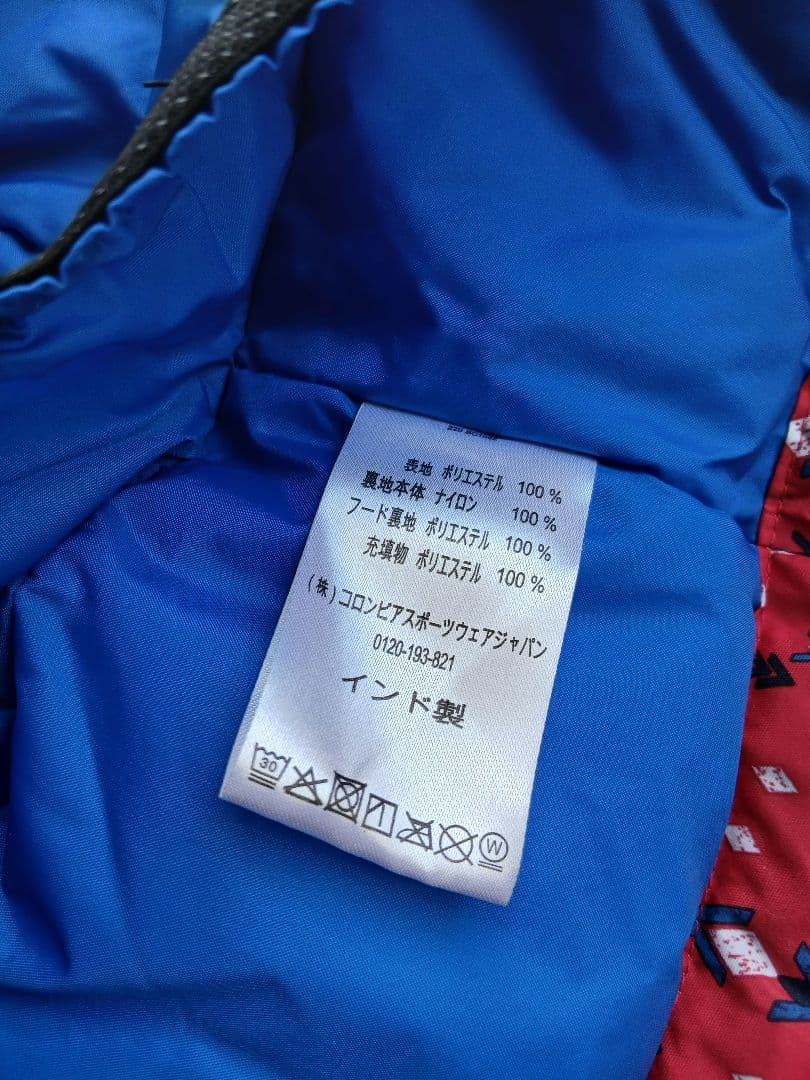 表地 ポリエステル 100 %
裏地本体 ナイロン 100 %
フード裏地 ポリエステル 100 %
充填物 ポリエステル 100 %
(株)コロンビアスポーツウェアジャパン
0120-193-821
インド製
30
W